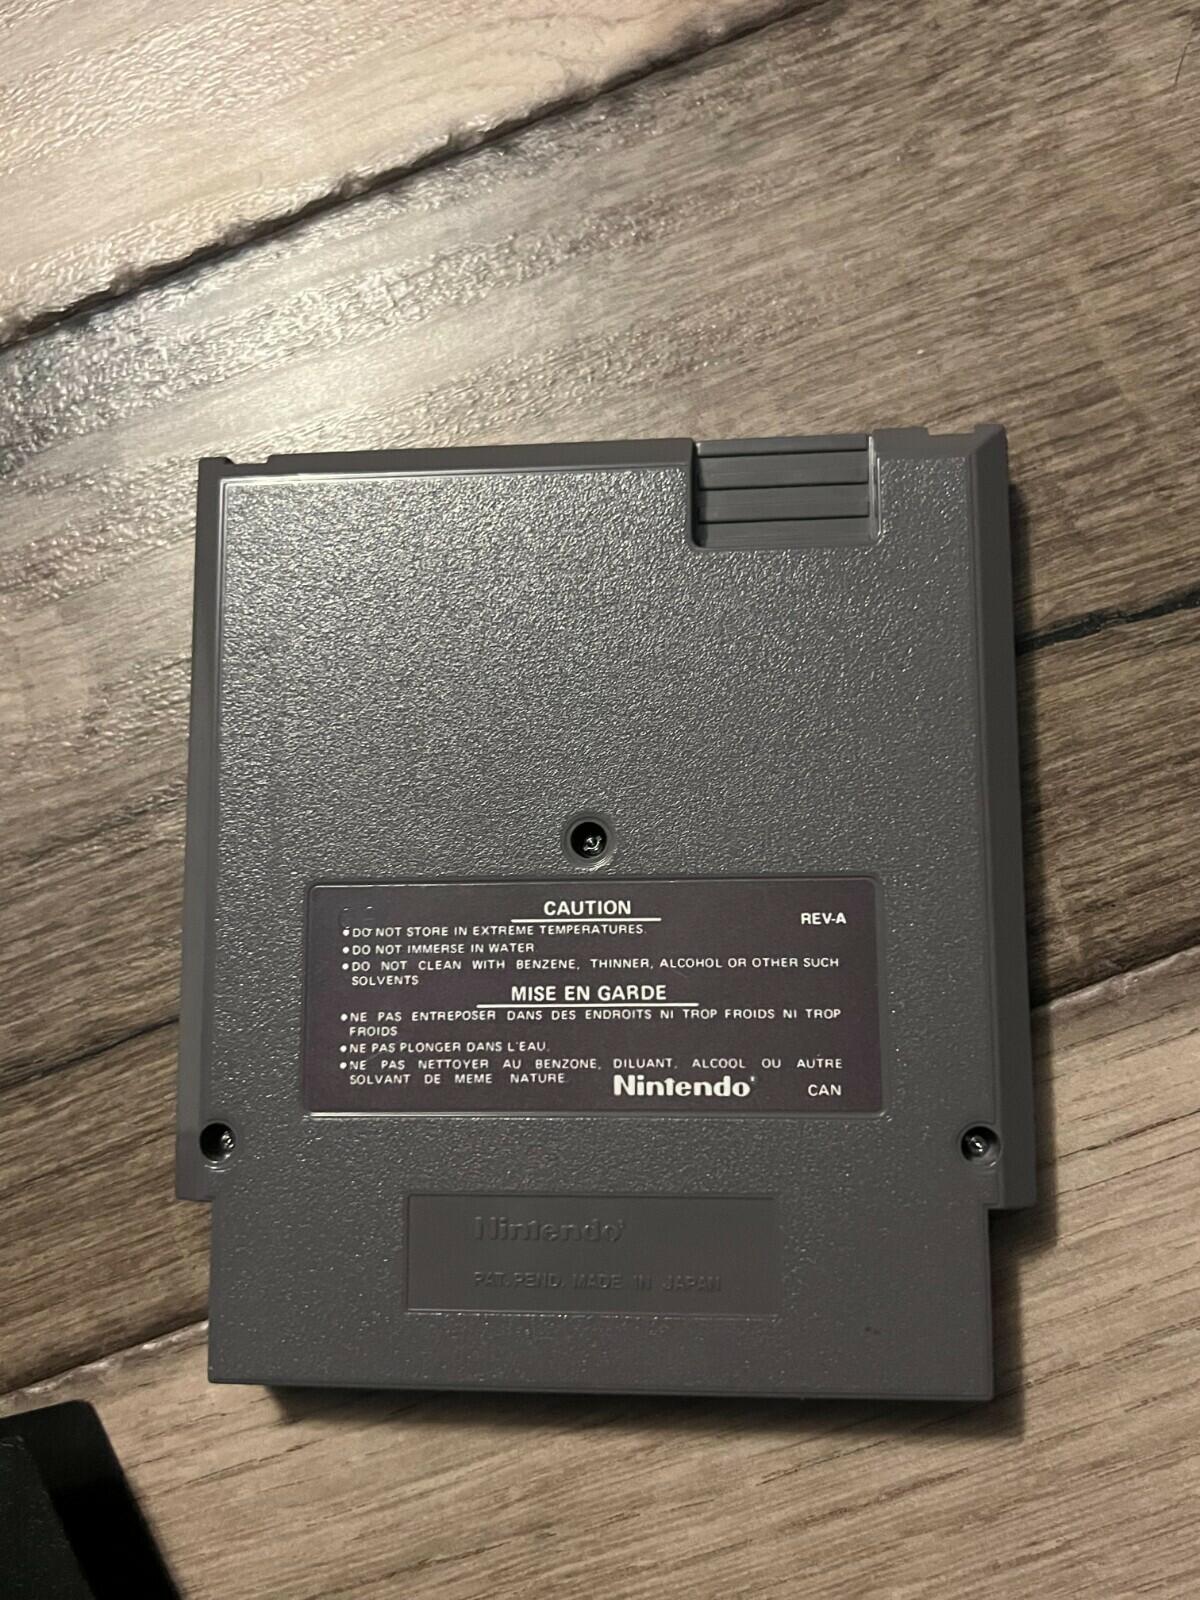 CAUTION
REV-A
•DO NOT STORE IN EXTREME TEMPERATURES.
•DO NOT IMMERSE IN WATER
•DO NOT CLEAN WITH BENZENE, THINNER, ALCOHOL OR OTHER SUCH
SOLVENTS
MISE EN GARDE
•NE PAS ENTREPOSER DANS DES ENDROITS NI TROP FROIDS NI TROP
FROIDS
•NE PAS PLONGER DANS L'EAU.
•NE PAS NETTOYER AU BENZONE, DILUANT, ALCOOL OU AUTRE
SOLVANT DE MEME NATURE
Nintendo
CAN
Nintendo
PAT. PEND. MADE IN JAPAN